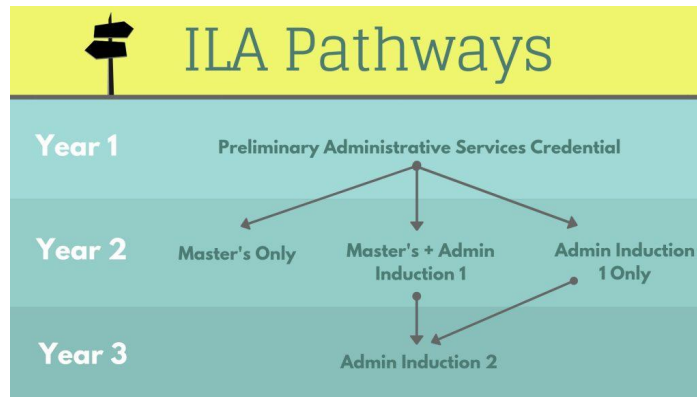 ILA Pathways
Year 1
Preliminary Administrative Services Credential
Year 2
Master's Only
Master's + Admin
Induction 1
Admin Induction
1 Only
Year 3
Admin Induction 2